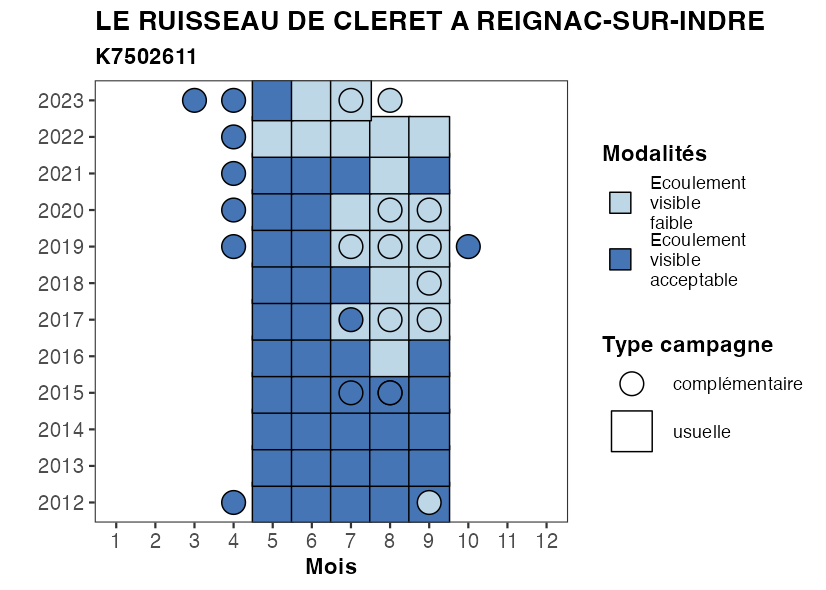 LE RUISSEAU DE CLERET A REIGNAC-SUR-INDRE
K7502611
2023
2022
2021
2020
2019
2018
2017
2016
2015
2014
2013
2012
1 2 3 4 5 6 7 8 9 10 11 12
Mois
Modalités
Ecoulement
visible
faible
Ecoulement
visible
acceptable
Type campagne
complémentaire
usuelle